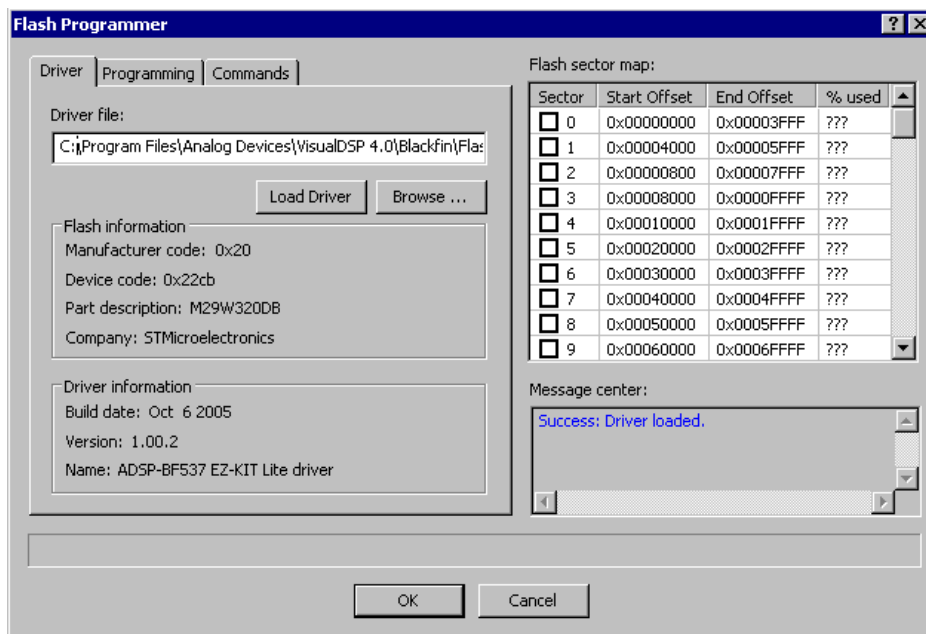 Flash Programmer
Driver Programming Commands
Driver file:
C:\Program Files\Analog Devices\VisualDSP 4.0\Blackfin\Flas
Load Driver Browse ...
Flash information
Manufacturer code: 0x20
Device code: 0x22cb
Part description: M29W320DB
Company: STMicroelectronics
Driver information
Build date: Oct 6 2005
Version: 1.00.2
Name: ADSP-BF537 EZ-KIT Lite driver
Flash sector map:
Sector Start Offset End Offset % used
0 0x00000000 0x00003FFF ???
1 0x00004000 0x00005FFF ???
2 0x00000800 0x00007FFF ???
3 0x00008000 0x0000FFFF ???
4 0x00010000 0x0001FFFF ???
5 0x00020000 0x0002FFFF ???
6 0x00030000 0x0003FFFF ???
7 0x00040000 0x0004FFFF ???
8 0x00050000 0x0005FFFF ???
9 0x00060000 0x0006FFFF ???
Message center:
Success: Driver loaded.
OK Cancel